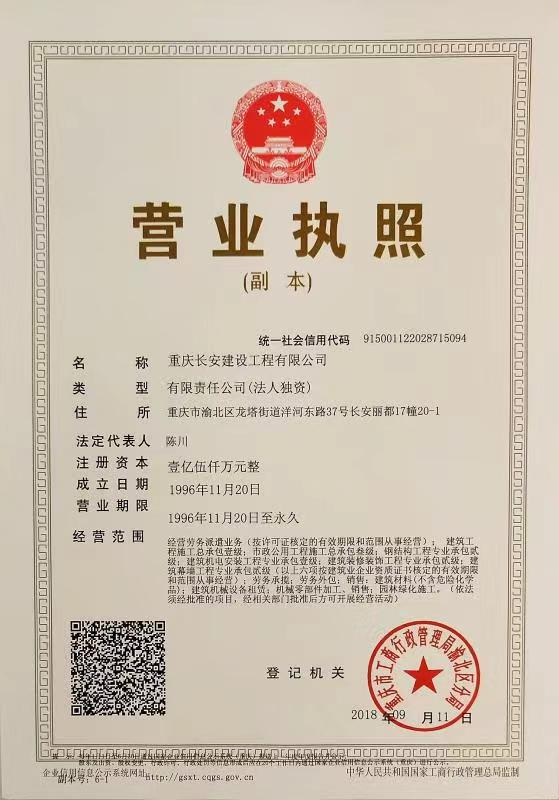 营业执照
(副 本)
统一社会信用代码 915001122028715094
名 称 重庆长安建设工程有限公司
类 型 有限责任公司(法人独资)
住 所 重庆市渝北区龙塔街道洋河东路37号长安丽都17幢20-1
法定代表人 陈川
注册资本 壹亿伍仟万元整
成立日期 1996年11月20日
营业期限 1996年11月20日至永久
经营范围 经营劳务派遣业务（按许可证核定的有效期限和范围从事经营）； 建筑工
程施工总承包壹级；市政公用工程施工总承包叁级；钢结构工程专业承包贰
级；建筑机电安装工程专业承包壹级；建筑装修装饰工程专业承包贰级；建
筑幕墙工程专业承包贰级（以上六项按建筑业企业资质证书核定的有效期限
和范围从事经营）；劳务承揽；劳务外包；销售：建筑材料(不含危险化学
品)；建筑机械设备租赁；机械零部件加工、销售；园林绿化施工。（依法
须经批准的项目，经相关部门批准后方可开展经营活动）
登记机关
重庆市工商行政管理局渝北区分局
2018 年 09 月 11 日
企业信用信息公示系统网址: http://gsxt.cqgs.gov.cn
中华人民共和国国家工商行政管理总局监制
副本号: 6-1